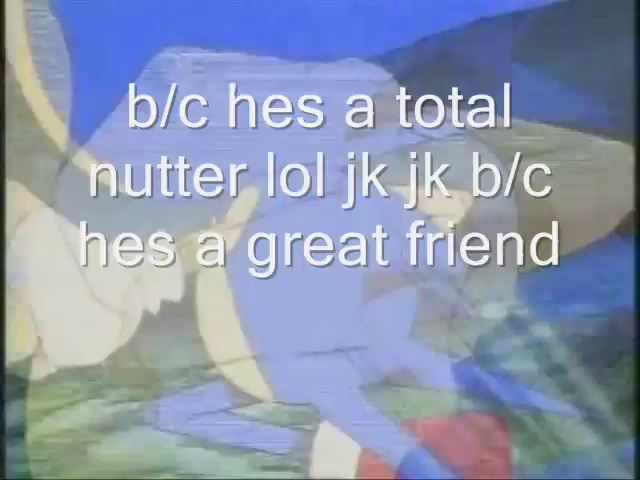 b/c hes a total
nutter lol jk jk b/c
hes a great friend